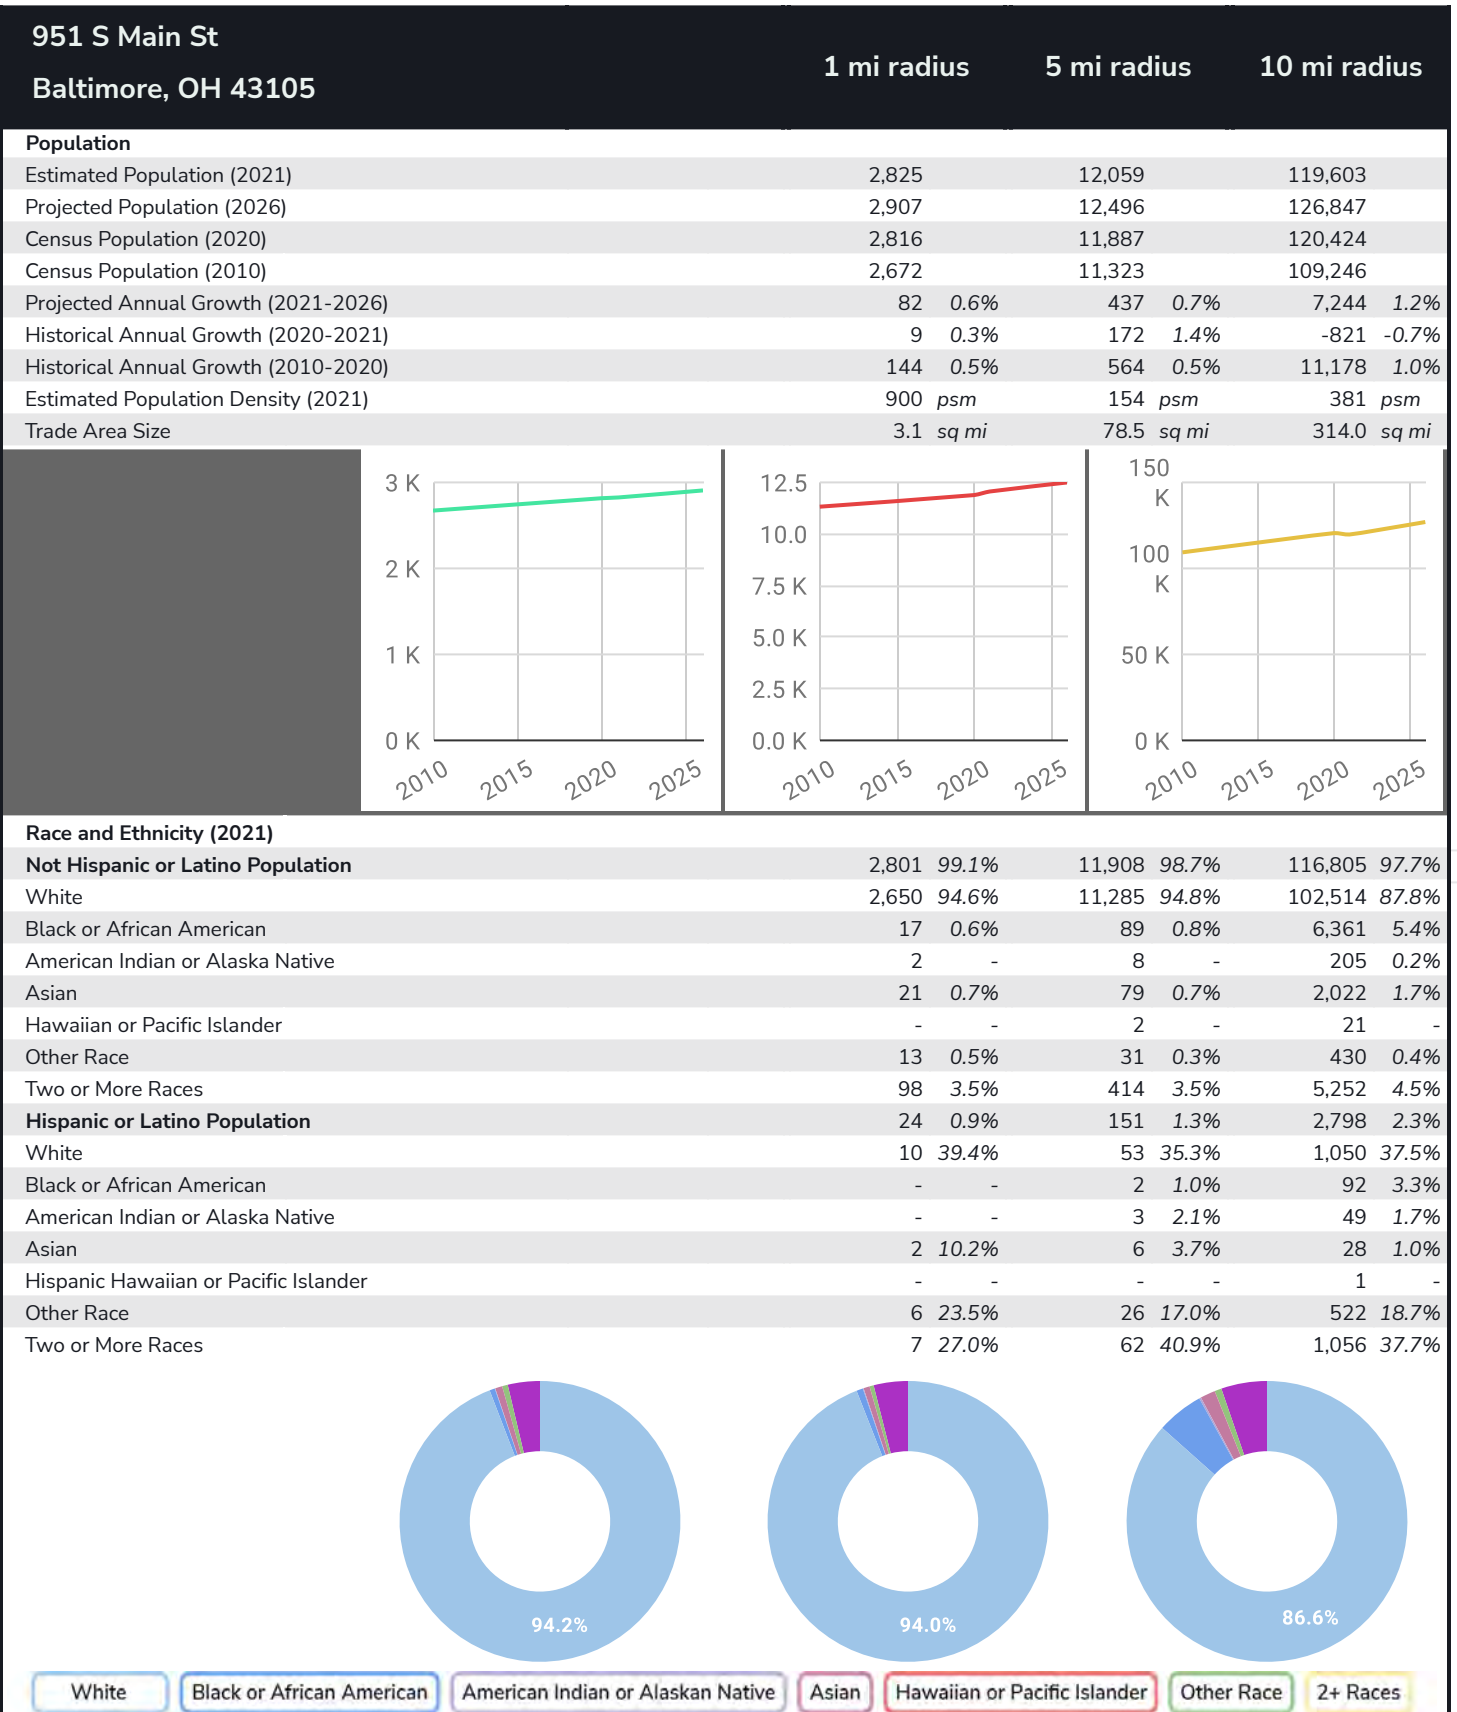 951 S Main St
Baltimore, OH 43105
1 mi radius 5 mi radius 10 mi radius
Population
Estimated Population (2021) 2,825 12,059 119,603
Projected Population (2026) 2,907 12,496 126,847
Census Population (2020) 2,816 11,887 120,424
Census Population (2010) 2,672 11,323 109,246
Projected Annual Growth (2021-2026) 82 0.6% 437 0.7% 7,244 1.2%
Historical Annual Growth (2020-2021) 9 0.3% 172 1.4% -821 -0.7%
Historical Annual Growth (2010-2020) 144 0.5% 564 0.5% 11,178 1.0%
Estimated Population Density (2021) 900 psm 154 psm 381 psm
Trade Area Size 3.1 sq mi 78.5 sq mi 314.0 sq mi
3 K
2 K
1 K
0 K
2010 2015 2020 2025
12.5
10.0
7.5 K
5.0 K
2.5 K
0.0 K
2010 2015 2020 2025
150
K
100
K
50 K
0 K
2010 2015 2020 2025
Race and Ethnicity (2021)
Not Hispanic or Latino Population 2,801 99.1% 11,908 98.7% 116,805 97.7%
White 2,650 94.6% 11,285 94.8% 102,514 87.8%
Black or African American 17 0.6% 89 0.8% 6,361 5.4%
American Indian or Alaska Native 2 - 8 - 205 0.2%
Asian 21 0.7% 79 0.7% 2,022 1.7%
Hawaiian or Pacific Islander - - 2 - 21 -
Other Race 13 0.5% 31 0.3% 430 0.4%
Two or More Races 98 3.5% 414 3.5% 5,252 4.5%
Hispanic or Latino Population 24 0.9% 151 1.3% 2,798 2.3%
White 10 39.4% 53 35.3% 1,050 37.5%
Black or African American - - 2 1.0% 92 3.3%
American Indian or Alaska Native - - 3 2.1% 49 1.7%
Asian 2 10.2% 6 3.7% 28 1.0%
Hispanic Hawaiian or Pacific Islander - - - - 1 -
Other Race 6 23.5% 26 17.0% 522 18.7%
Two or More Races 7 27.0% 62 40.9% 1,056 37.7%
94.2% 94.0% 86.6%
White Black or African American American Indian or Alaskan Native Asian Hawaiian or Pacific Islander Other Race 2+ Races